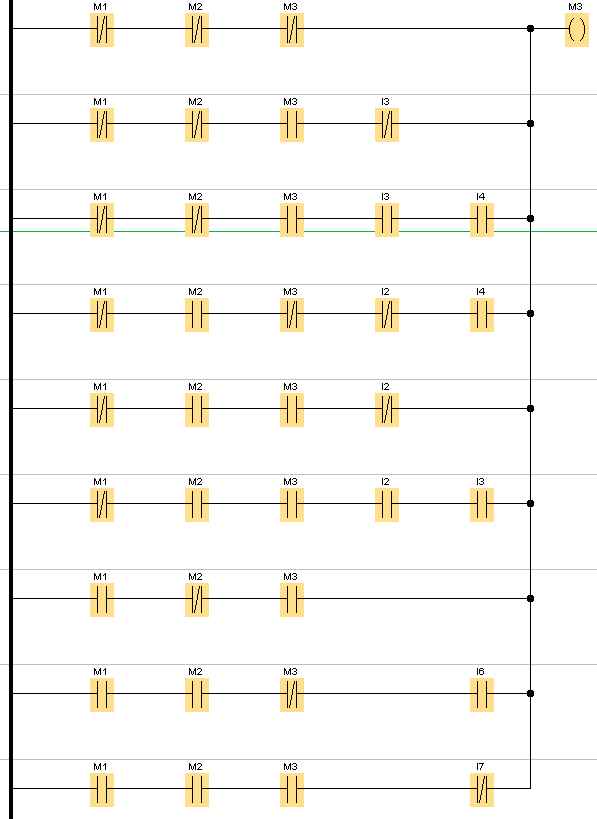 M1 M2 M3 M3
M1 M2 M3 I3
M1 M2 M3 I3 I4
M1 M2 M3 I2 I4
M1 M2 M3 I2
M1 M2 M3 I2 I3
M1 M2 M3
M1 M2 M3 I6
M1 M2 M3 I7